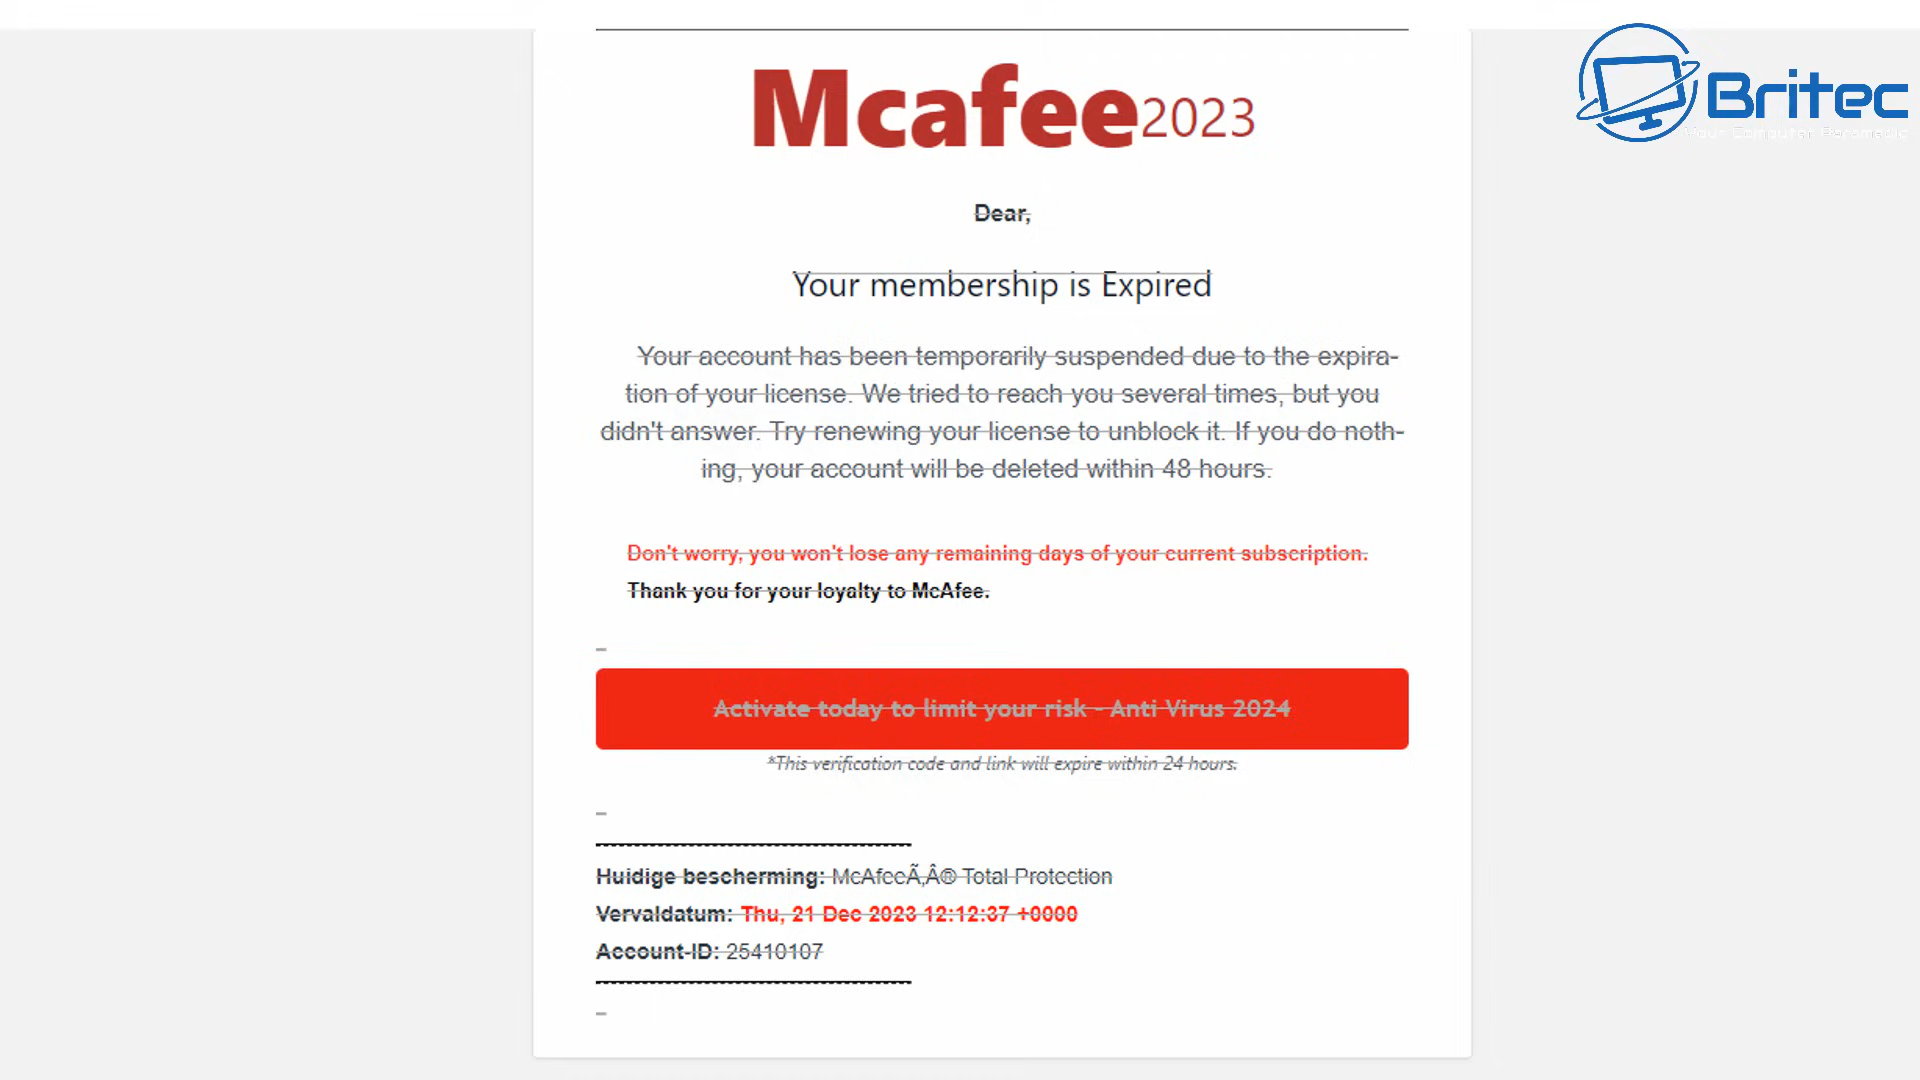 Britec
Your Computer Paramedic
Mcafee2023
Dear,
Your membership is Expired
Your account has been temporarily suspended due to the expira-
tion of your license. We tried to reach you several times, but you
didn't answer. Try renewing your license to unblock it. If you do noth-
ing, your account will be deleted within 48 hours.
Don't worry, you won't lose any remaining days of your current subscription.
Thank you for your loyalty to McAfee.
Activate today to limit your risk - Anti Virus 2024
*This verification code and link will expire within 24 hours.
Huidige bescherming: McAfeeÃ‚Â® Total Protection
Vervaldatum: Thu, 21 Dec 2023 12:12:37 +0000
Account-ID: 25410107